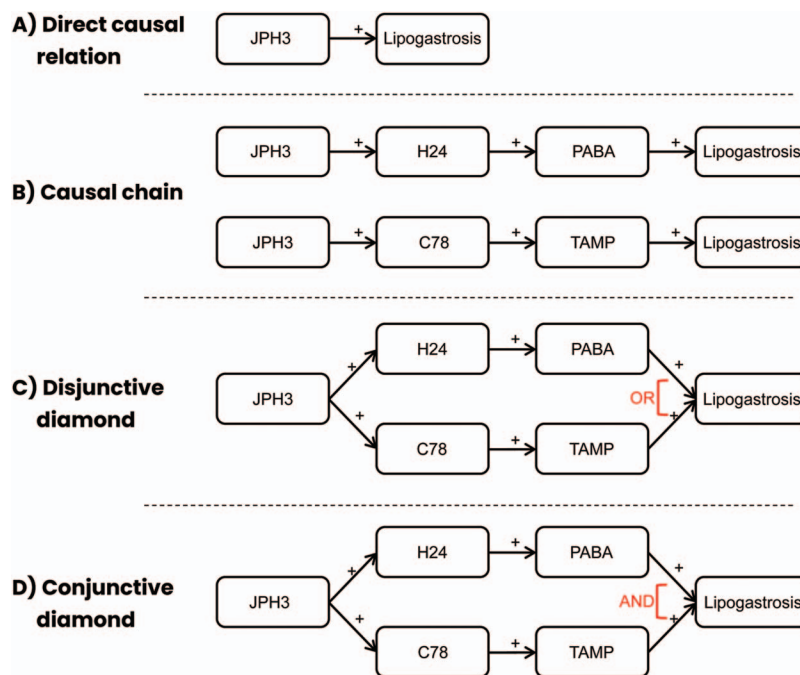 A) Direct causal
relation
JPH3 + Lipogastrosis
JPH3 + H24 + PABA + Lipogastrosis
B) Causal chain
JPH3 + C78 + TAMP + Lipogastrosis
H24 + PABA
+ +
C) Disjunctive
diamond
JPH3 OR [ Lipogastrosis
+ +
C78 + TAMP
H24 + PABA
+ +
D) Conjunctive
diamond
JPH3 AND [ Lipogastrosis
+ +
C78 + TAMP